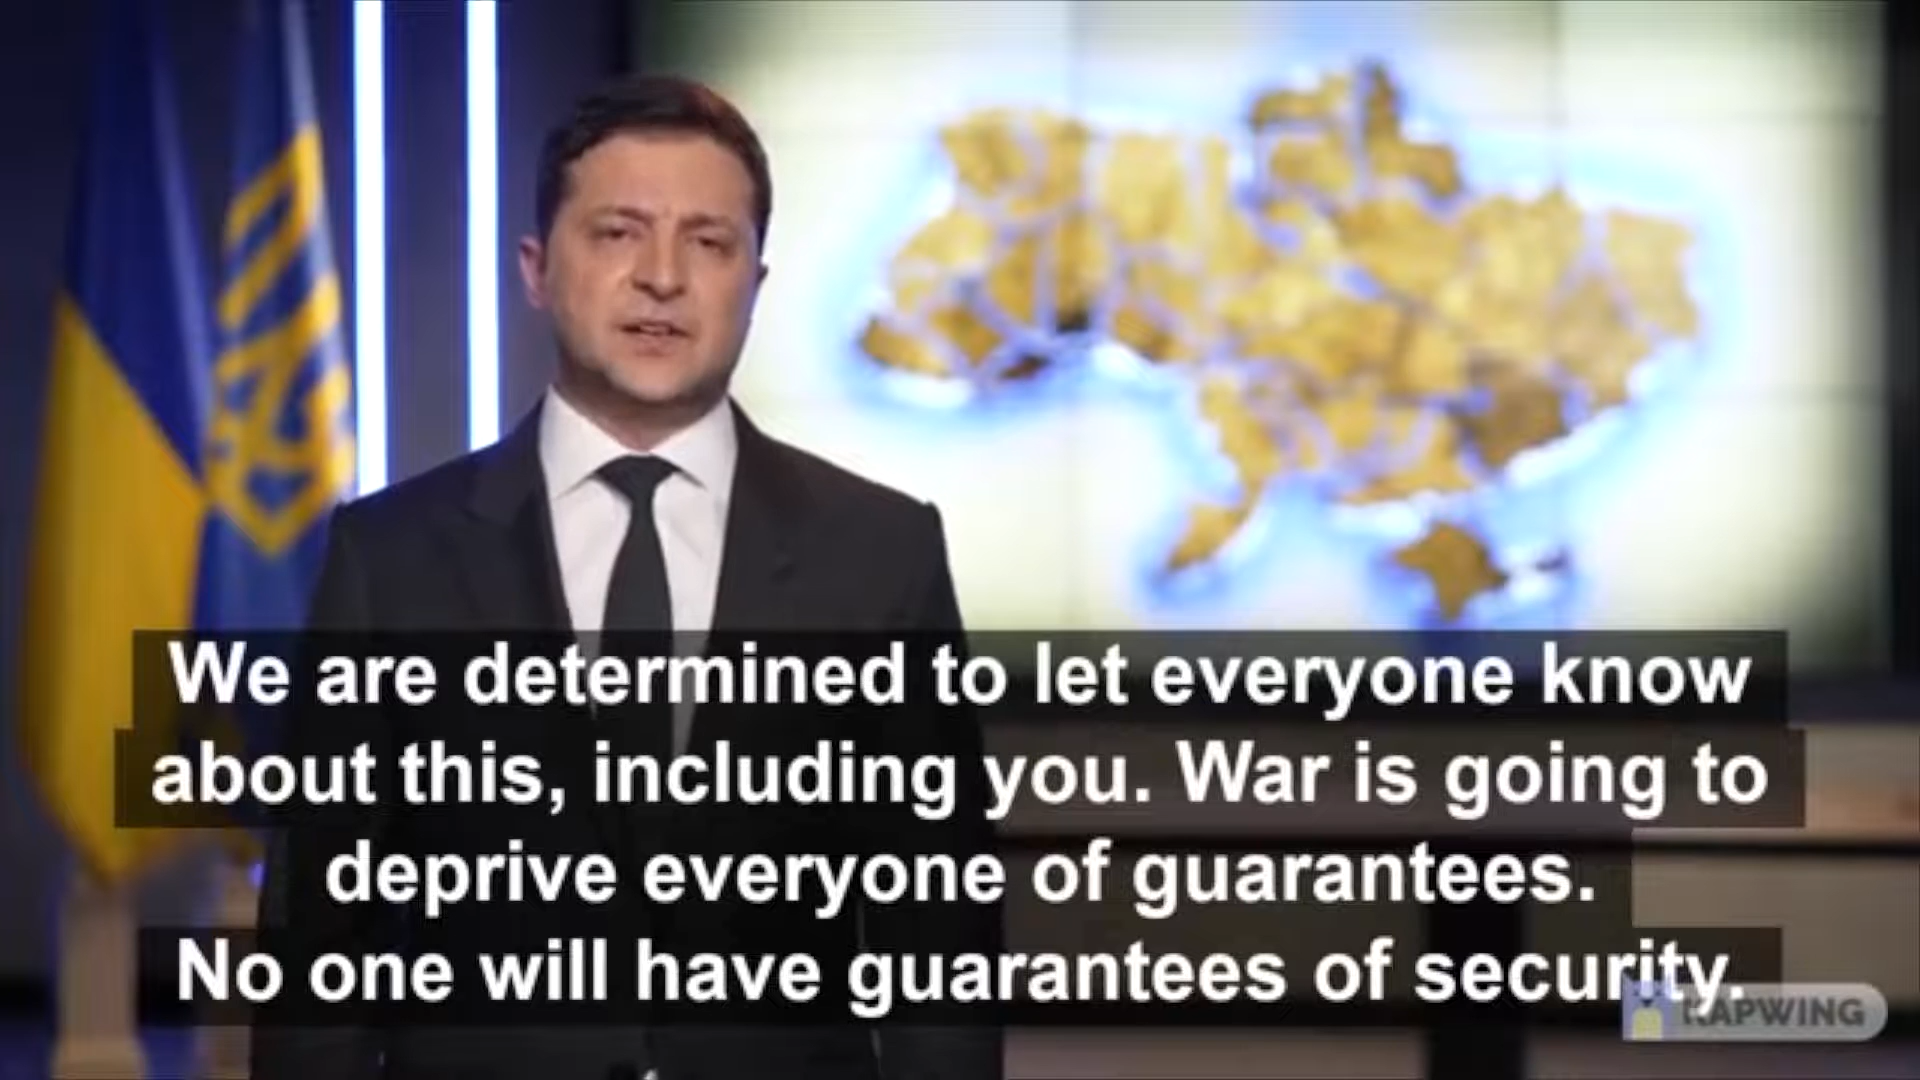 We are determined to let everyone know
about this, including you. War is going to
deprive everyone of guarantees.
No one will have guarantees of security.
KAPWING